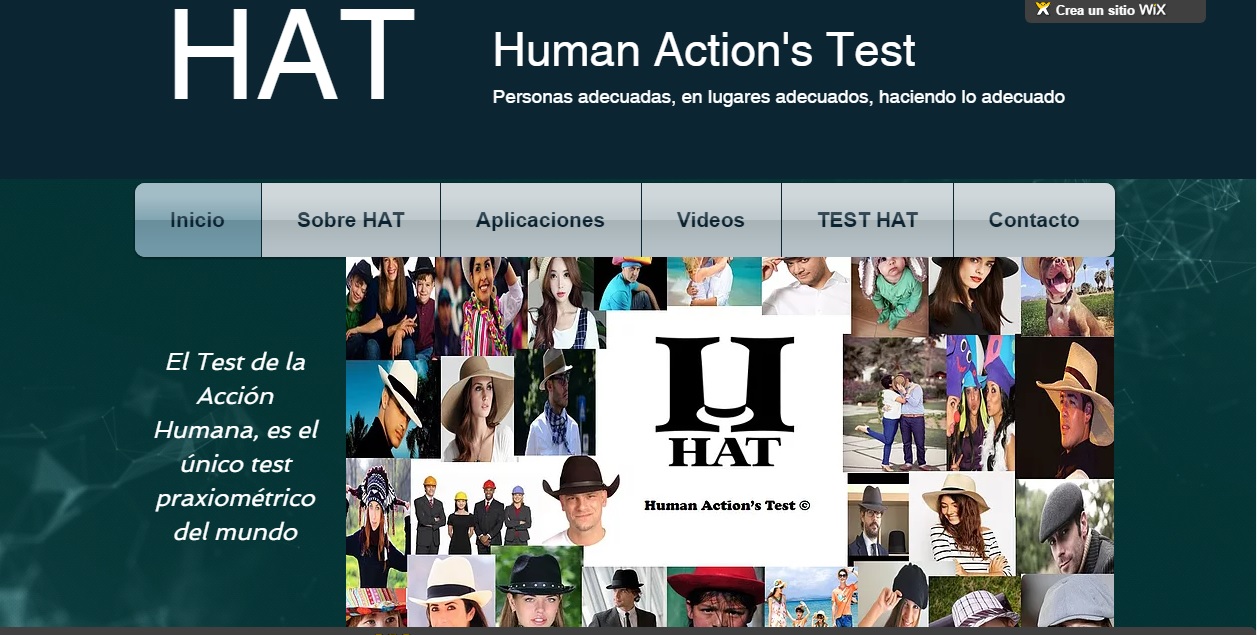 HAT
Human Action's Test
Personas adecuadas, en lugares adecuados, haciendo lo adecuado
Crea un sitio WiX
Inicio
Sobre HAT
Aplicaciones
Videos
TEST HAT
Contacto
El Test de la
Acción
Humana, es el
único test
praxiométrico
del mundo
H
HAT
Human Action's Test ©